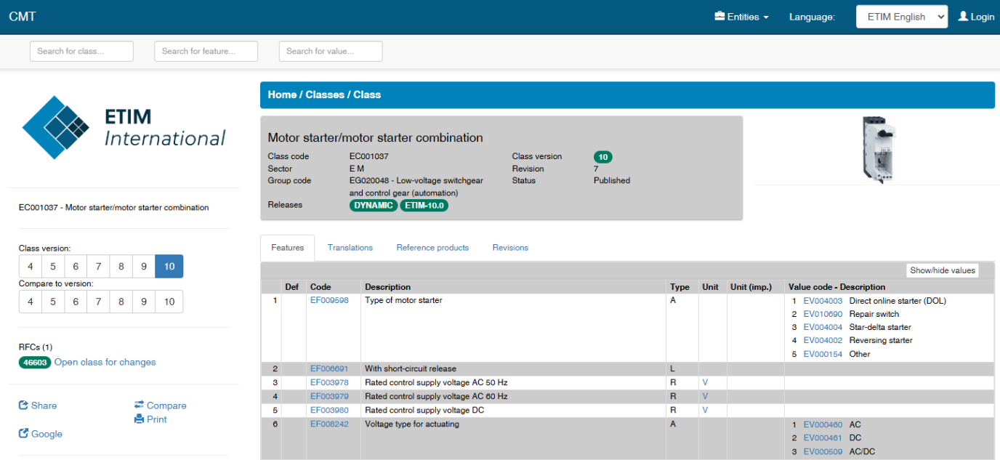 CMT
Entities
Language:
ETIM English
Login
Search for class...
Search for feature...
Search for value...
ETIM
International
EC001037 - Motor starter/motor starter combination
Class version:
4 5 6 7 8 9 10
Compare to version:
4 5 6 7 8 9 10
RFCs (1)
46603 Open class for changes
Share
Compare
Print
Google
Home / Classes / Class
Motor starter/motor starter combination
Class code EC001037 Class version 10
Sector E M Revision 7
Group code EG020048 - Low-voltage switchgear Status Published
and control gear (automation)
Releases DYNAMIC ETIM-10.0
Features Translations Reference products Revisions
Show/hide values
Def Code Description Type Unit Unit (imp.) Value code - Description
1 EF009598 Type of motor starter A 1 EV004003 Direct online starter (DOL)
2 EV010690 Repair switch
3 EV004004 Star-delta starter
4 EV004002 Reversing starter
5 EV000154 Other
2 EF006691 With short-circuit release L
3 EF003978 Rated control supply voltage AC 50 Hz R V
4 EF003979 Rated control supply voltage AC 60 Hz R V
5 EF003980 Rated control supply voltage DC R V
6 EF008242 Voltage type for actuating A 1 EV000460 AC
2 EV000461 DC
3 EV000509 AC/DC